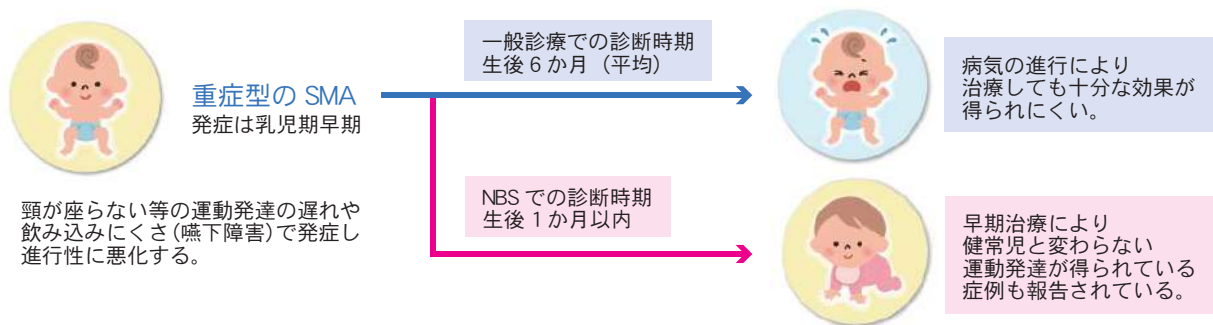 重症型の SMA
発症は乳児期早期
頸が座らない等の運動発達の遅れや
飲み込みにくさ(嚥下障害)で発症し
進行性に悪化する。
一般診療での診断時期
生後 6 か月（平均）
病気の進行により
治療しても十分な効果が
得られにくい。
NBS での診断時期
生後 1 か月以内
早期治療により
健常児と変わらない
運動発達が得られている
症例も報告されている。